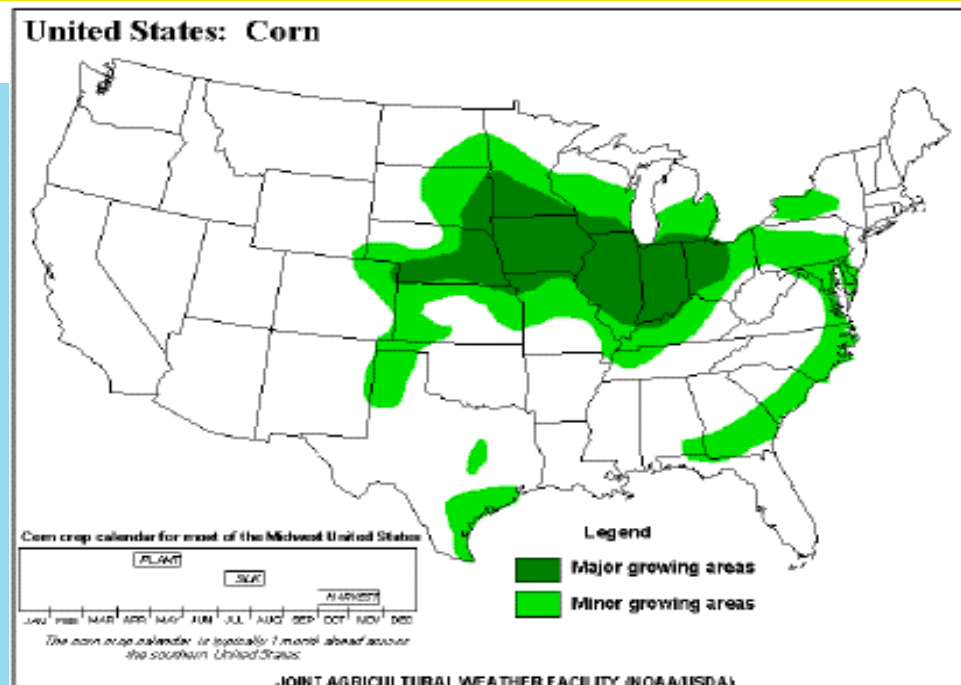 United States: Corn
Legend
Major growing areas
Minor growing areas
Corn crop calendar for most of the Midwest United States
PLANT
SILK
HARVEST
JAN FEB MAR APR MAY JUN JUL AUG SEP OCT NOV DEC
The corn crop calendar is typically 1 month ahead across
the southern United States.
JOINT AGRICULTURAL WEATHER FACILITY (NOAA/USDA)